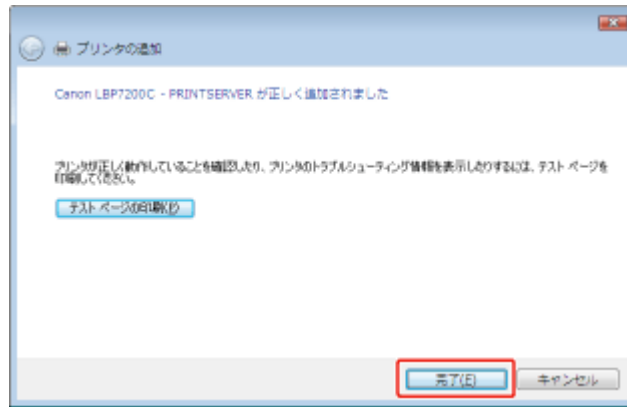 プリンタの追加
Canon LBP7200C - PRINTSERVER が正しく追加されました
プリンタが正しく動作していることを確認したり、プリンタのトラブルシューティング情報を表示したりするには、テスト ページを
印刷してください。
テスト ページの印刷(P)
完了(F)
キャンセル